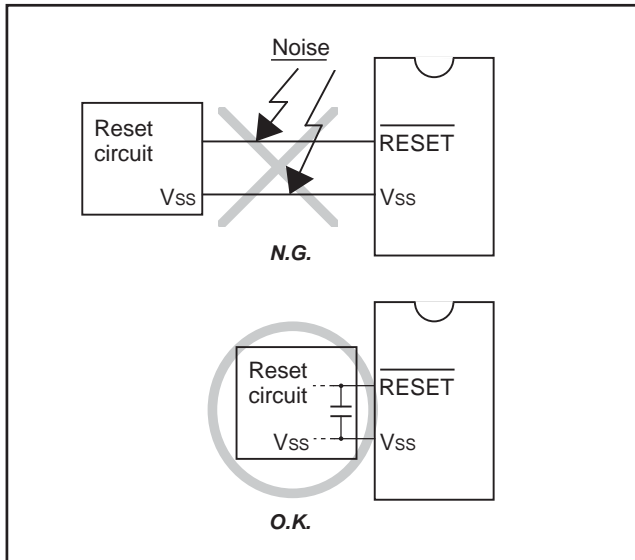 Noise
Reset
circuit
RESET
Vss
Vss
N.G.
Reset
circuit
RESET
Vss
Vss
O.K.